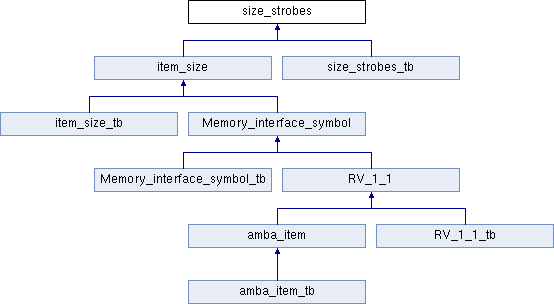 size_strobes
item_size
size_strobes_tb
item_size_tb
Memory_interface_symbol
Memory_interface_symbol_tb
RV_1_1
amba_item
RV_1_1_tb
amba_item_tb